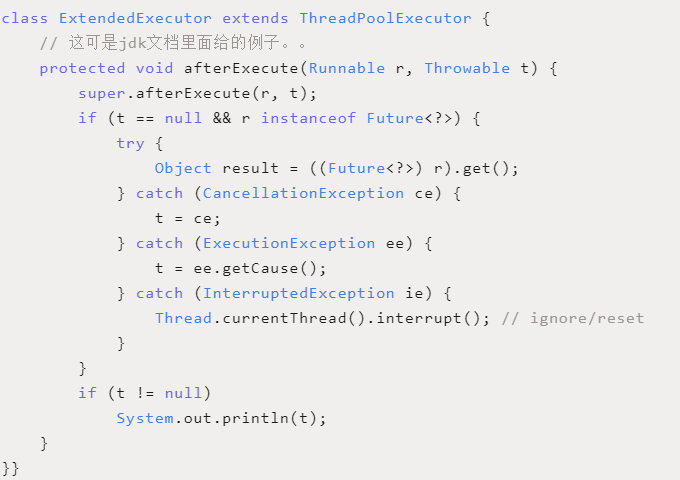 class ExtendedExecutor extends ThreadPoolExecutor {
    // 这可是jdk文档里面给的例子。。
    protected void afterExecute(Runnable r, Throwable t) {
        super.afterExecute(r, t);
        if (t == null && r instanceof Future<?>) {
            try {
                Object result = ((Future<?>) r).get();
            } catch (CancellationException ce) {
                t = ce;
            } catch (ExecutionException ee) {
                t = ee.getCause();
            } catch (InterruptedException ie) {
                Thread.currentThread().interrupt(); // ignore/reset
            }
        }
        if (t != null)
            System.out.println(t);
    }
}}